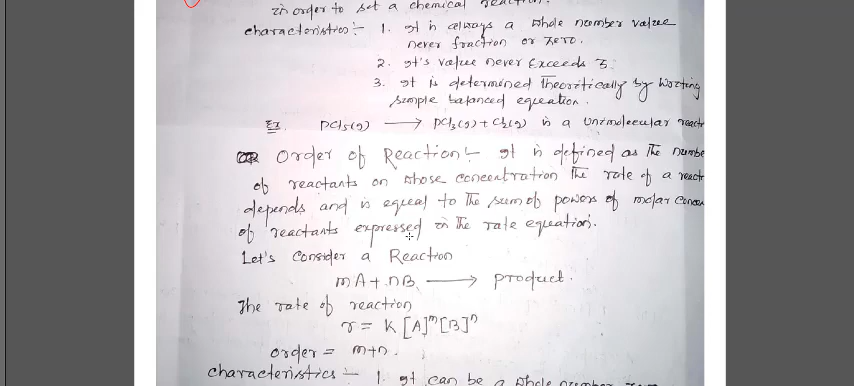 in order to set a chemical reaction.
characteristics :- 1. It is always a whole number value
never fraction or zero.
2. It's value never exceeds 3.
3. It is determined Theoritically by writing
simple balanced equation.
Ex. PCl5(g) ⟶ PCl3(g) + Cl2(g) is a Unimolecular react
Order of Reaction :- It is defined as The numbe
of reactants on whose concentration The rate of a react
depends and is equal to The sum of powers of molar concen
of reactants expressed in The rate equation.
Let's Consider a Reaction
mA + nB ⟶ product.
The rate of reaction
r = K [A]^m [B]^n
order = m+n.
characteristics :- 1. It can be a whole number